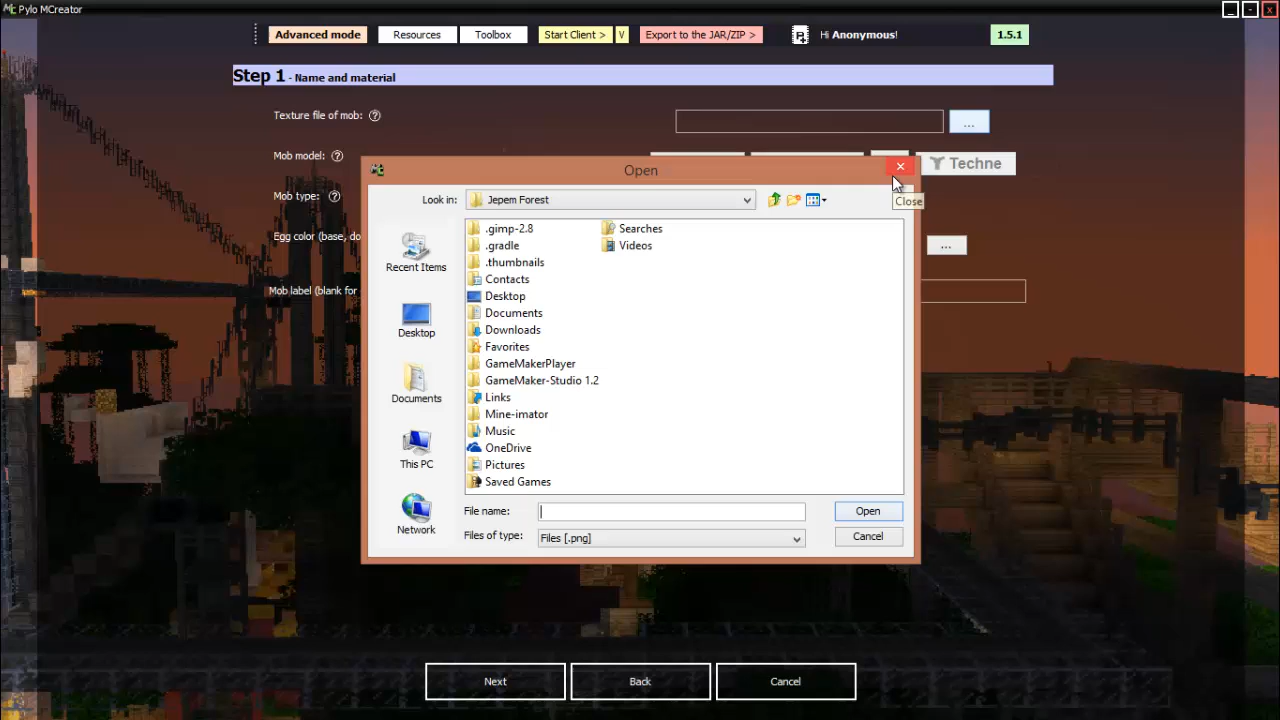 Pylo MCreator
Advanced mode Resources Toolbox Start Client > V Export to the JAR/ZIP > Hi Anonymous! 1.5.1
Step 1 - Name and material
Texture file of mob: ? ...
Mob model: ? Techne
Mob type: ?
Egg color (base, do ...
Mob label (blank for
Open
Close
Look in: Jepem Forest
Recent Items
Desktop
Documents
This PC
Network
.gimp-2.8
.gradle
.thumbnails
Contacts
Desktop
Documents
Downloads
Favorites
GameMakerPlayer
GameMaker-Studio 1.2
Links
Mine-imator
Music
OneDrive
Pictures
Saved Games
Searches
Videos
File name: Open
Files of type: Files [.png] Cancel
Next Back Cancel